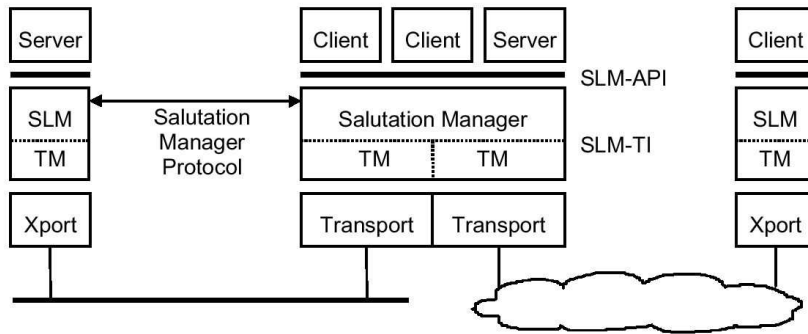 Server
Client
Client
Server
Client
SLM-API
SLM
Salutation
Manager
Protocol
Salutation Manager
SLM
SLM-TI
TM
TM
TM
TM
Xport
Transport
Transport
Xport